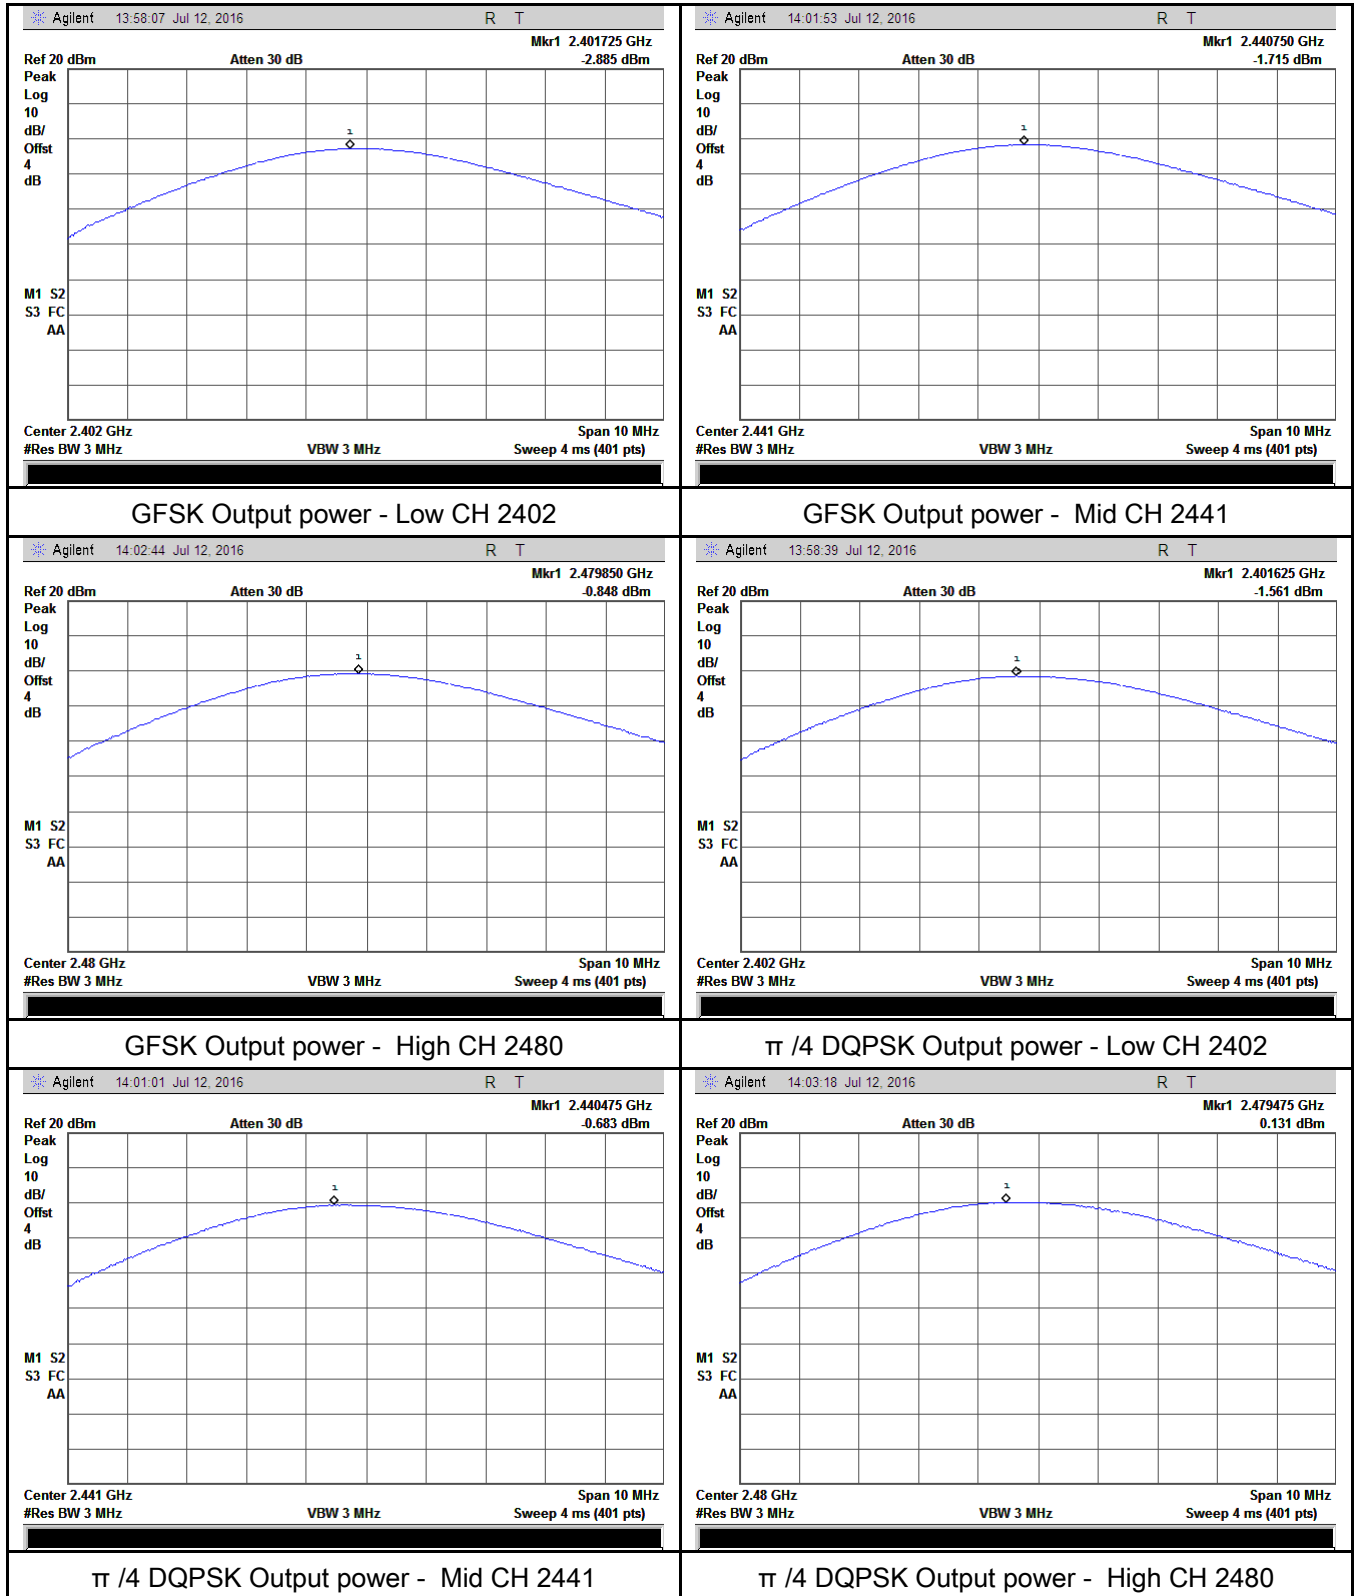 Agilent 13:58:07 Jul 12, 2016 R T
Mkr1 2.401725 GHz
Ref 20 dBm Atten 30 dB -2.885 dBm
Peak
Log
10
dB/
Offst
4
dB
1
M1 S2
S3 FC
AA
Center 2.402 GHz Span 10 MHz
#Res BW 3 MHz VBW 3 MHz Sweep 4 ms (401 pts)
GFSK Output power - Low CH 2402
Agilent 14:01:53 Jul 12, 2016 R T
Mkr1 2.440750 GHz
Ref 20 dBm Atten 30 dB -1.715 dBm
Peak
Log
10
dB/
Offst
4
dB
1
M1 S2
S3 FC
AA
Center 2.441 GHz Span 10 MHz
#Res BW 3 MHz VBW 3 MHz Sweep 4 ms (401 pts)
GFSK Output power - Mid CH 2441
Agilent 14:02:44 Jul 12, 2016 R T
Mkr1 2.479850 GHz
Ref 20 dBm Atten 30 dB -0.848 dBm
Peak
Log
10
dB/
Offst
4
dB
1
M1 S2
S3 FC
AA
Center 2.48 GHz Span 10 MHz
#Res BW 3 MHz VBW 3 MHz Sweep 4 ms (401 pts)
GFSK Output power - High CH 2480
Agilent 13:58:39 Jul 12, 2016 R T
Mkr1 2.401625 GHz
Ref 20 dBm Atten 30 dB -1.561 dBm
Peak
Log
10
dB/
Offst
4
dB
1
M1 S2
S3 FC
AA
Center 2.402 GHz Span 10 MHz
#Res BW 3 MHz VBW 3 MHz Sweep 4 ms (401 pts)
π /4 DQPSK Output power - Low CH 2402
Agilent 14:01:01 Jul 12, 2016 R T
Mkr1 2.440475 GHz
Ref 20 dBm Atten 30 dB -0.683 dBm
Peak
Log
10
dB/
Offst
4
dB
1
M1 S2
S3 FC
AA
Center 2.441 GHz Span 10 MHz
#Res BW 3 MHz VBW 3 MHz Sweep 4 ms (401 pts)
π /4 DQPSK Output power - Mid CH 2441
Agilent 14:03:18 Jul 12, 2016 R T
Mkr1 2.479475 GHz
Ref 20 dBm Atten 30 dB 0.131 dBm
Peak
Log
10
dB/
Offst
4
dB
1
M1 S2
S3 FC
AA
Center 2.48 GHz Span 10 MHz
#Res BW 3 MHz VBW 3 MHz Sweep 4 ms (401 pts)
π /4 DQPSK Output power - High CH 2480